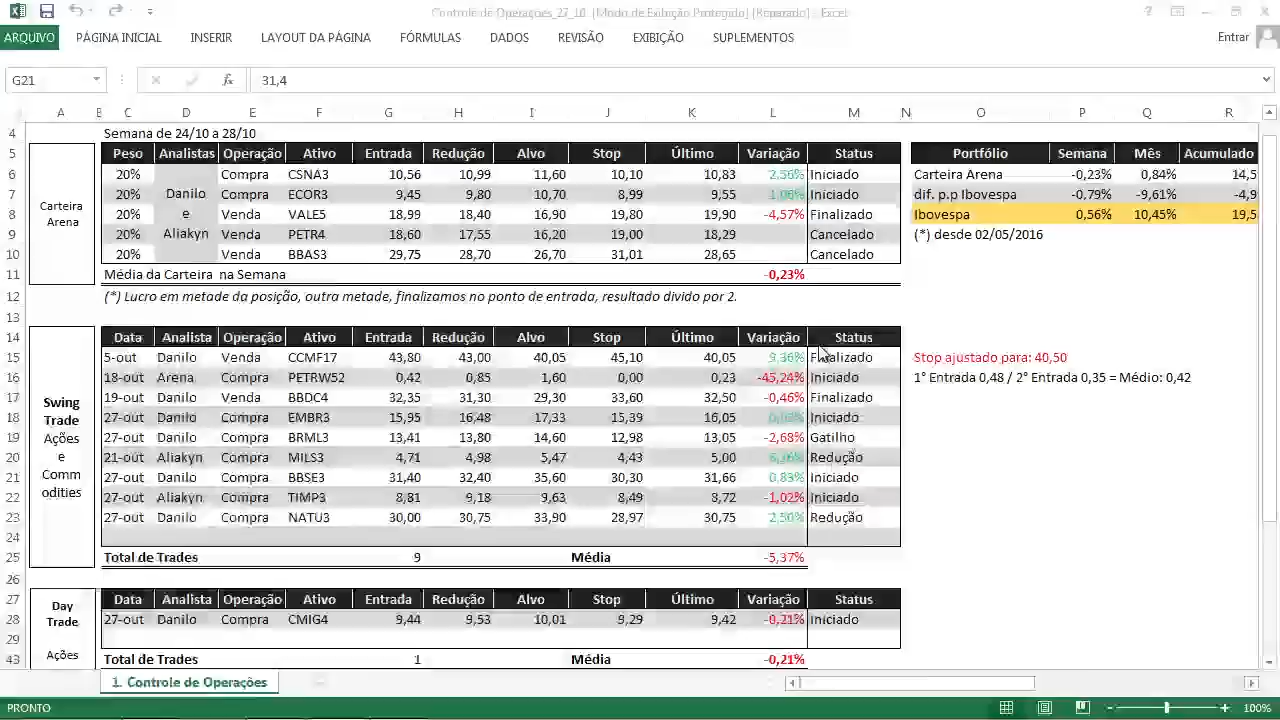 Controle de Operações_27_10 [Modo de Exibição Protegido] [Reparado] - Excel
ARQUIVO PÁGINA INICIAL INSERIR LAYOUT DA PÁGINA FÓRMULAS DADOS REVISÃO EXIBIÇÃO SUPLEMENTOS Entrar
G21 fx 31,4
A B C D E F G H I J K L M N O P Q R
4 Semana de 24/10 a 28/10
5 Peso Analistas Operação Ativo Entrada Redução Alvo Stop Último Variação Status Portfólio Semana Mês Acumulado
6 20% Compra CSNA3 10,56 10,99 11,60 10,10 10,83 2,56% Iniciado Carteira Arena -0,23% 0,84% 14,5
7 20% Danilo Compra ECOR3 9,45 9,80 10,70 8,99 9,55 1,06% Iniciado dif. p.p Ibovespa -0,79% -9,61% -4,9
Carteira
8 20% e Venda VALE5 18,99 18,40 16,90 19,80 19,90 -4,57% Finalizado Ibovespa 0,56% 10,45% 19,5
Arena
9 20% Aliakyn Venda PETR4 18,60 17,55 16,20 19,00 18,29 Cancelado (*) desde 02/05/2016
10 20% Venda BBAS3 29,75 28,70 26,70 31,01 28,65 Cancelado
11 Média da Carteira na Semana -0,23%
12 (*) Lucro em metade da posição, outra metade, finalizamos no ponto de entrada, resultado divido por 2.
13
14 Data Analista Operação Ativo Entrada Redução Alvo Stop Último Variação Status
15 5-out Danilo Venda CCMF17 43,80 43,00 40,05 45,10 40,05 9,36% Finalizado Stop ajustado para: 40,50
16 18-out Arena Compra PETRW52 0,42 0,85 1,60 0,00 0,23 -45,24% Iniciado 1° Entrada 0,48 / 2° Entrada 0,35 = Médio: 0,42
17 Swing 19-out Danilo Venda BBDC4 32,35 31,30 29,30 33,60 32,50 -0,46% Finalizado
18 Trade 27-out Danilo Compra EMBR3 15,95 16,48 17,33 15,39 16,05 Iniciado
19 Ações 27-out Danilo Compra BRML3 13,41 13,80 14,60 12,98 13,05 -2,68% Gatilho
20 e 21-out Aliakyn Compra MILS3 4,71 4,98 5,47 4,43 5,00 Redução
21 Comm 27-out Danilo Compra BBSE3 31,40 32,40 35,60 30,30 31,66 0,83% Iniciado
22 odities 27-out Aliakyn Compra TIMP3 8,81 9,18 9,63 8,49 8,72 -1,02% Iniciado
23 27-out Danilo Compra NATU3 30,00 30,75 33,90 28,97 30,75 2,50% Redução
24
25 Total de Trades 9 Média -5,37%
26
27 Day Data Analista Operação Ativo Entrada Redução Alvo Stop Último Variação Status
28 Trade 27-out Danilo Compra CMIG4 9,44 9,53 10,01 9,29 9,42 -0,21% Iniciado
29
43 Ações Total de Trades 1 Média -0,21%
1. Controle de Operações
PRONTO 100%